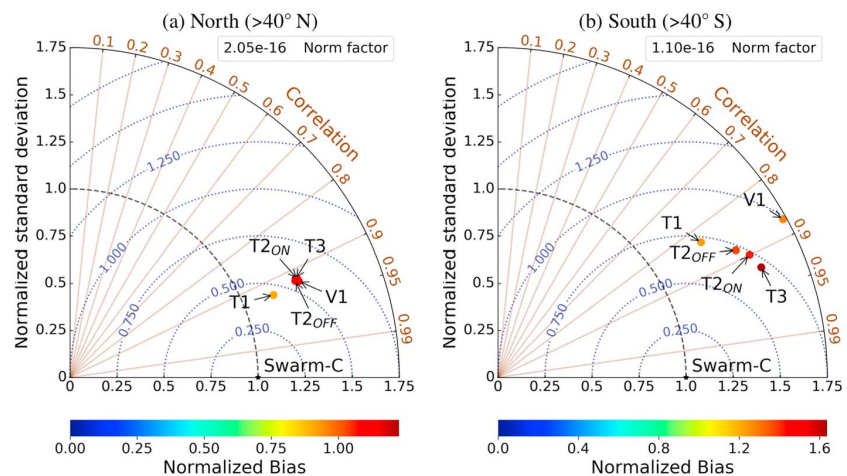 (a) North (>40° N)
2.05e-16 Norm factor
Normalized standard deviation
1.75
1.5
1.25
1.0
0.75
0.5
0.25
0
0 0.25 0.5 0.75 1.0 1.25 1.5 1.75
0.1 0.2 0.3 0.4 0.5 0.6 0.7 0.8 0.9 0.95 0.99
Correlation
1.250
1.000
0.750
0.500
0.250
T2ON T3
T1 V1
T2OFF
Swarm-C
0.00 0.25 0.50 0.75 1.00
Normalized Bias
(b) South (>40° S)
1.10e-16 Norm factor
Normalized standard deviation
1.75
1.5
1.25
1.0
0.75
0.5
0.25
0
0 0.25 0.5 0.75 1.0 1.25 1.5 1.75
0.1 0.2 0.3 0.4 0.5 0.6 0.7 0.8 0.9 0.95 0.99
Correlation
1.250
1.000
0.750
0.500
0.250
V1
T1
T2OFF
T2ON
T3
Swarm-C
0.0 0.4 0.8 1.2 1.6
Normalized Bias